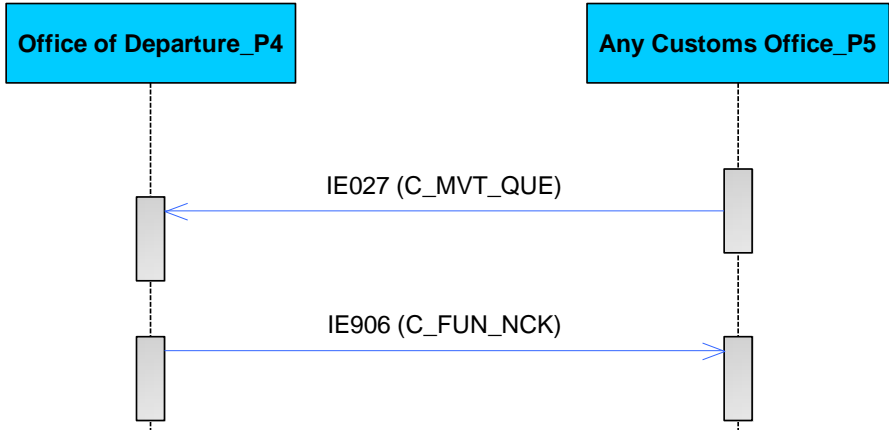 Office of Departure_P4
Any Customs Office_P5
IE027 (C_MVT_QUE)
IE906 (C_FUN_NCK)